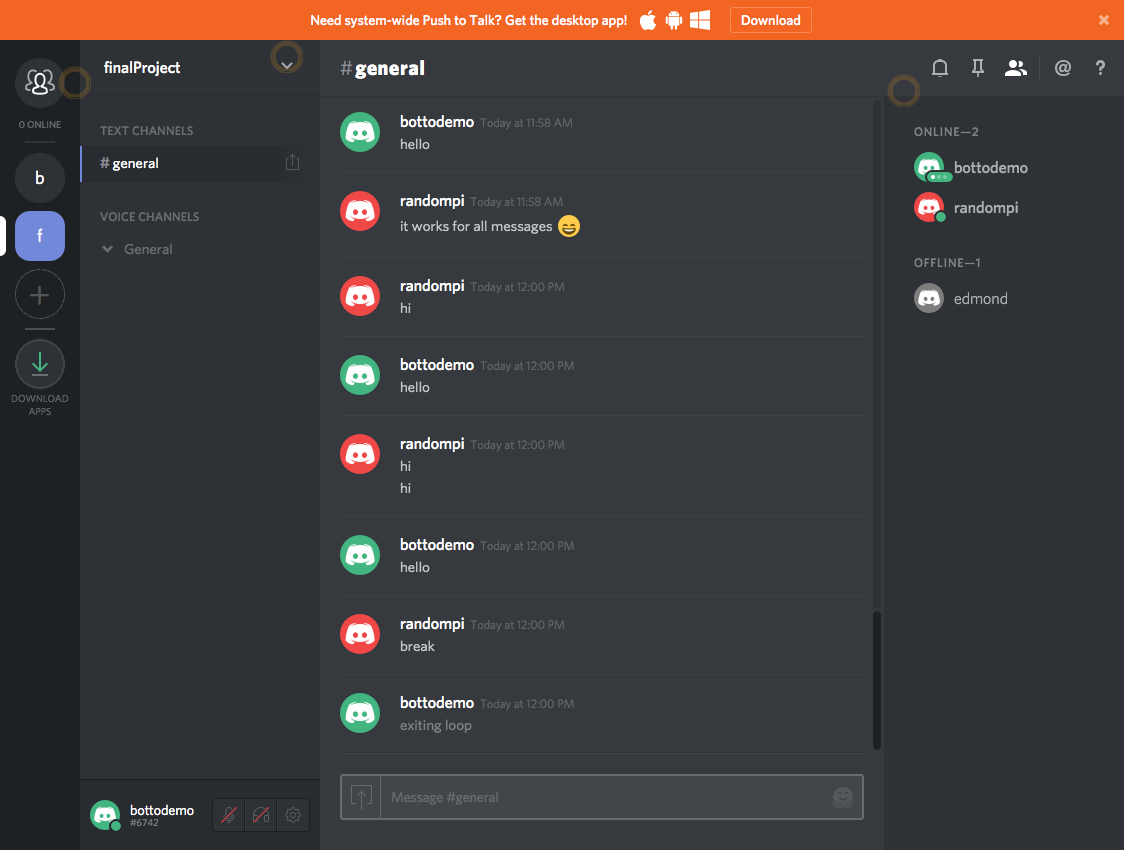 Need system-wide Push to Talk? Get the desktop app! Download
0 ONLINE
b
f
DOWNLOAD
APPS
finalProject
TEXT CHANNELS
#general
VOICE CHANNELS
General
bottodemo
#6742
#general
@ ?
bottodemo Today at 11:58 AM
hello
randompi Today at 11:58 AM
it works for all messages 😄
randompi Today at 12:00 PM
hi
bottodemo Today at 12:00 PM
hello
randompi Today at 12:00 PM
hi
hi
bottodemo Today at 12:00 PM
hello
randompi Today at 12:00 PM
break
bottodemo Today at 12:00 PM
exiting loop
Message #general
ONLINE—2
bottodemo
randompi
OFFLINE—1
edmond